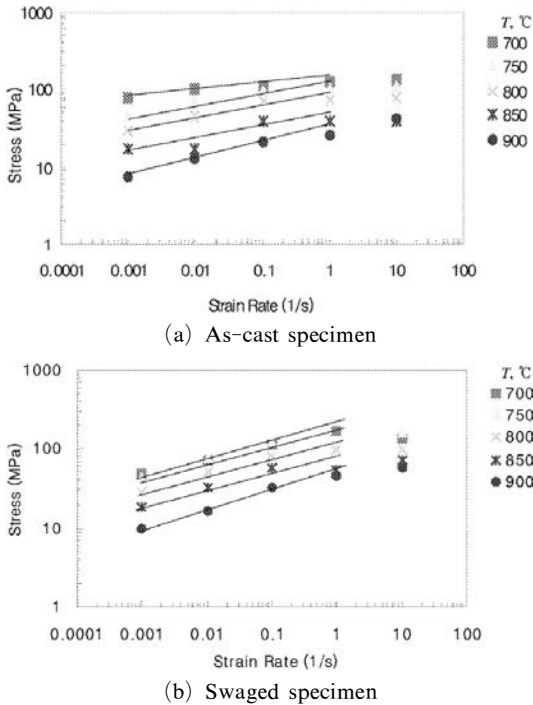 T, ℃
700
750
800
850
900
1000
100
10
1
Stress (MPa)
0.0001 0.001 0.01 0.1 1 10 100
Strain Rate (1/s)
(a) As-cast specimen
T, ℃
700
750
800
850
900
1000
100
10
1
Stress (MPa)
0.0001 0.001 0.01 0.1 1 10 100
Strain Rate (1/s)
(b) Swaged specimen